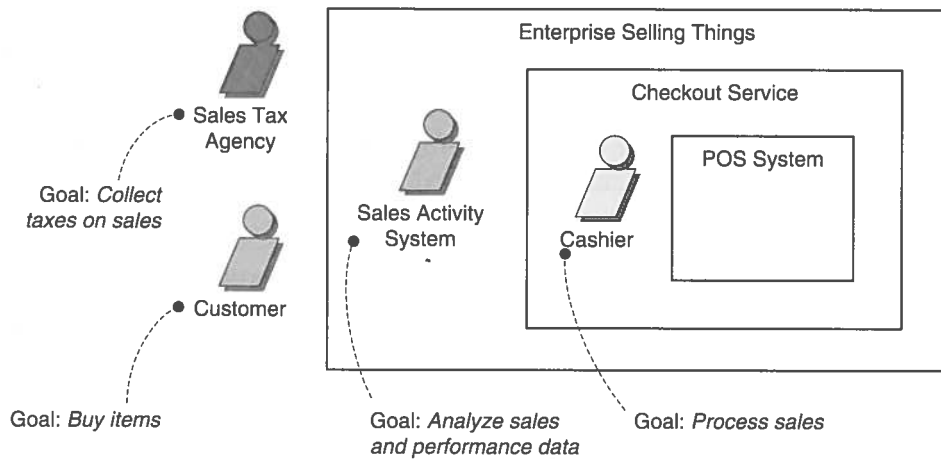 Enterprise Selling Things
Checkout Service
POS System
Sales Tax
Agency
Goal: Collect
taxes on sales
Sales Activity
System
Cashier
Customer
Goal: Buy items
Goal: Analyze sales
and performance data
Goal: Process sales